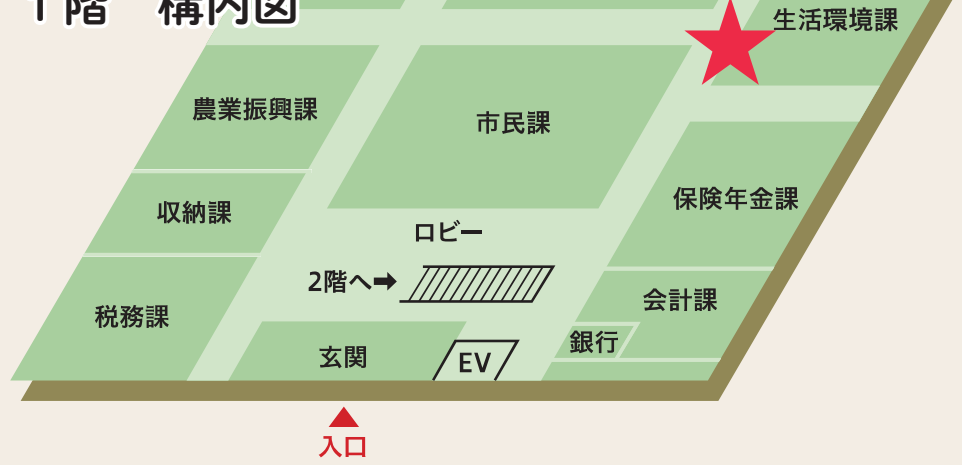 1階 構内図
生活環境課
農業振興課
市民課
保険年金課
収納課
ロビー
2階へ➡
会計課
税務課
銀行
玄関
EV
入口